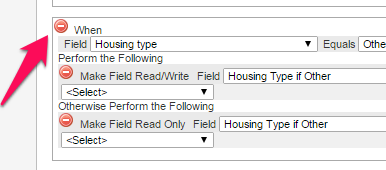 When
Field Housing type Equals Othe
Perform the Following
Make Field Read/Write Field Housing Type if Other
<Select>
Otherwise Perform the Following
Make Field Read Only Field Housing Type if Other
<Select>